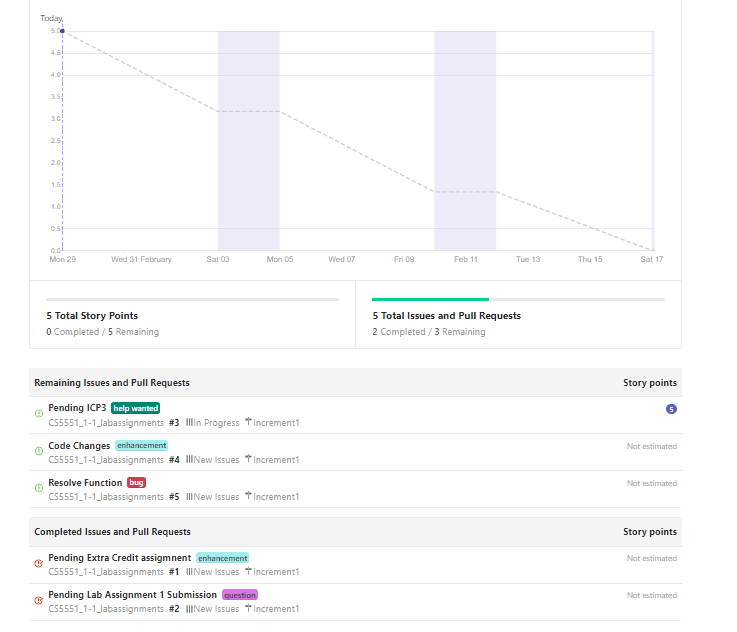 Today
5.0
4.5
4.0
3.5
3.0
2.5
2.0
1.5
1.0
0.5
0.0
Mon 29 Wed 31 February Sat 03 Mon 05 Wed 07 Fri 09 Feb 11 Tue 13 Thu 15 Sat 17
5 Total Story Points
0 Completed / 5 Remaining
5 Total Issues and Pull Requests
2 Completed / 3 Remaining
Remaining Issues and Pull Requests Story points
Pending ICP3 help wanted 5
CS5551_1-1_labassignments #3 In Progress Increment1
Code Changes enhancement Not estimated
CS5551_1-1_labassignments #4 New Issues Increment1
Resolve Function bug Not estimated
CS5551_1-1_labassignments #5 New Issues Increment1
Completed Issues and Pull Requests Story points
Pending Extra Credit assigmnent enhancement Not estimated
CS5551_1-1_labassignments #1 New Issues Increment1
Pending Lab Assignment 1 Submission question Not estimated
CS5551_1-1_labassignments #2 New Issues Increment1